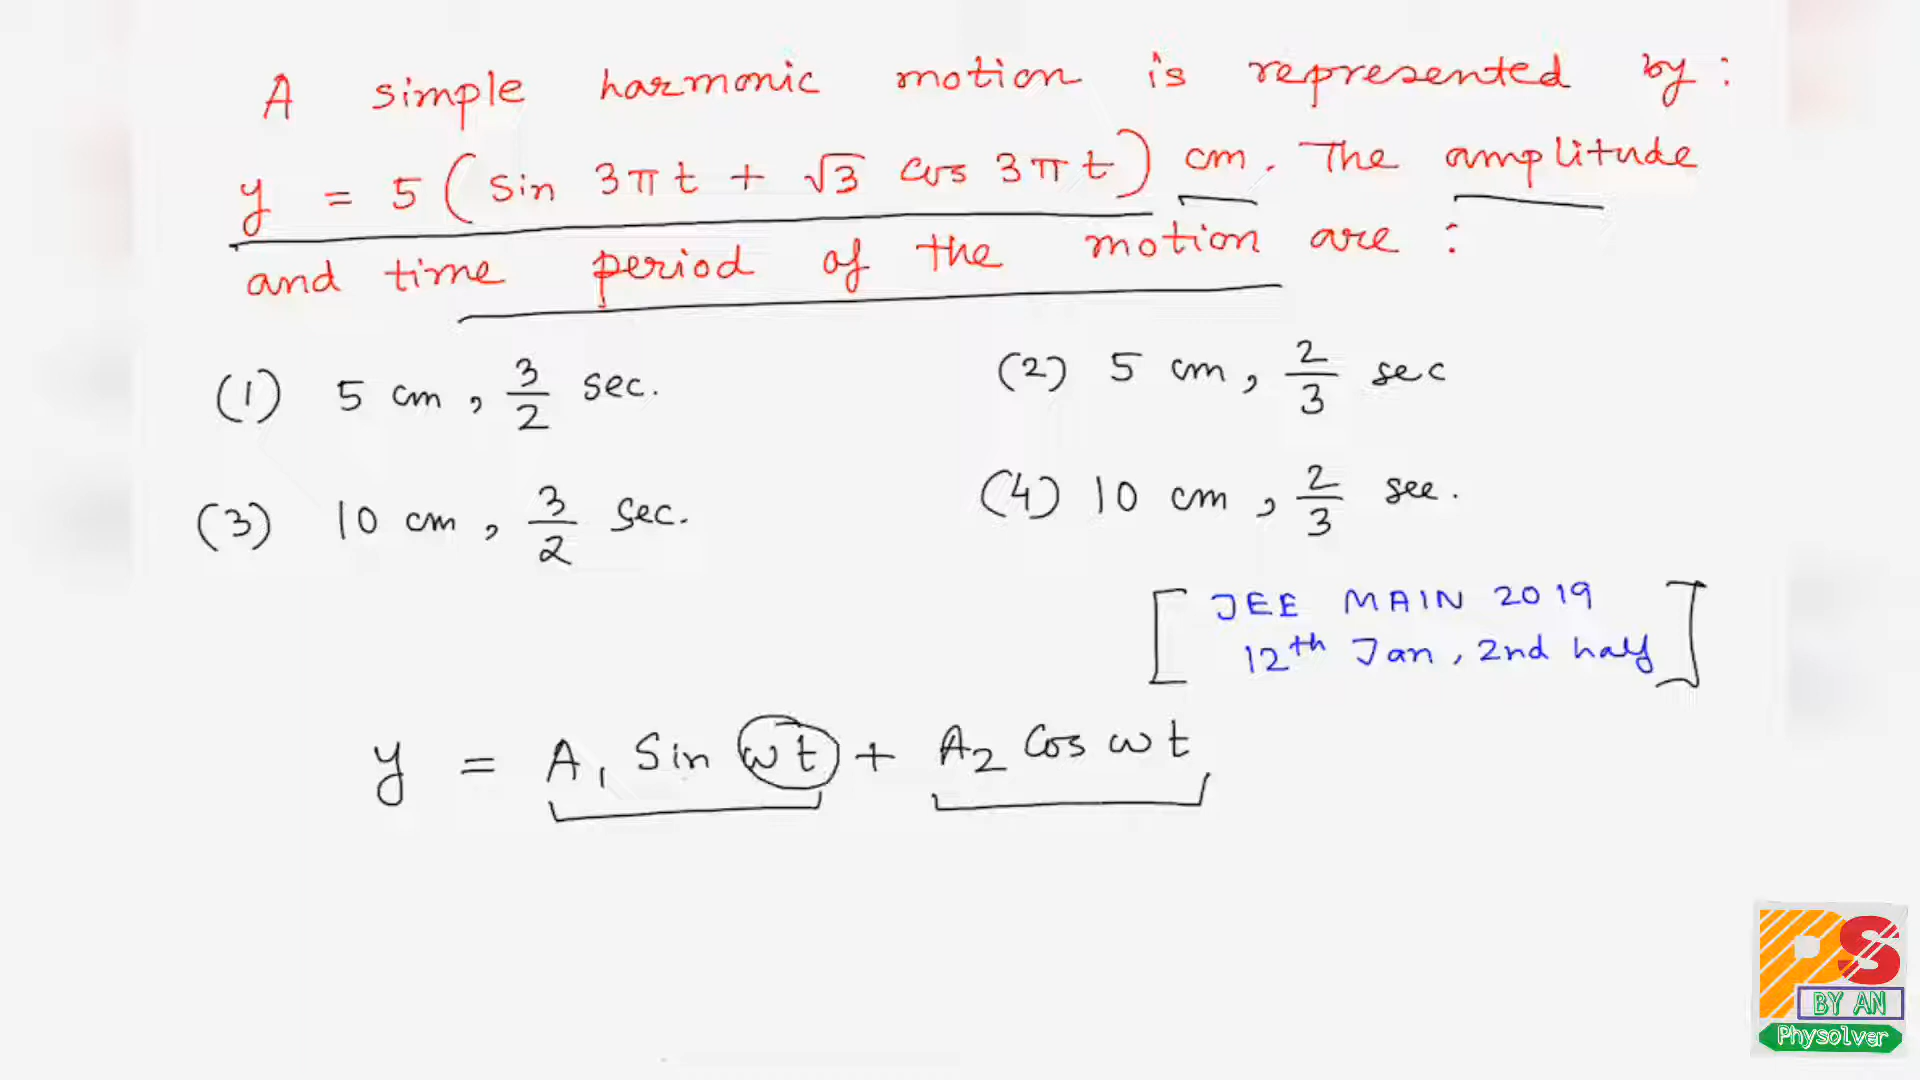 A simple harmonic motion is represented by:
y = 5 (sin 3πt + √3 cos 3πt) cm. The amplitude
and time period of the motion are:
(1) 5 cm, 3/2 sec.
(2) 5 cm, 2/3 sec
(3) 10 cm, 3/2 sec.
(4) 10 cm, 2/3 sec.
[JEE MAIN 2019
12th Jan, 2nd half]
y = A₁ Sin ωt + A₂ Cos ωt
PS
BY AN
Physolver